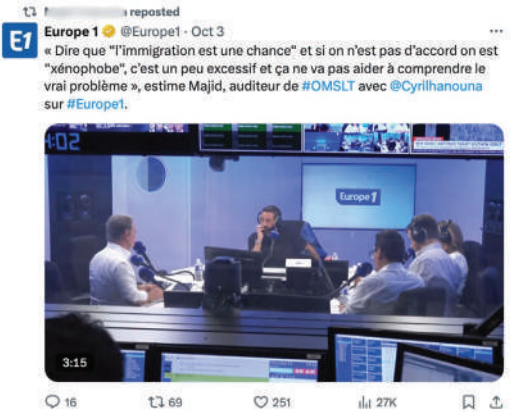 reposted
E1 Europe 1 @Europe1 · Oct 3
« Dire que "l'immigration est une chance" et si on n'est pas d'accord on est
"xénophobe", c'est un peu excessif et ça ne va pas aider à comprendre le
vrai problème », estime Majid, auditeur de #OMSLT avec @Cyrilhanouna
sur #Europe1.
4:02
Europe 1
3:15
16 69 251 27K